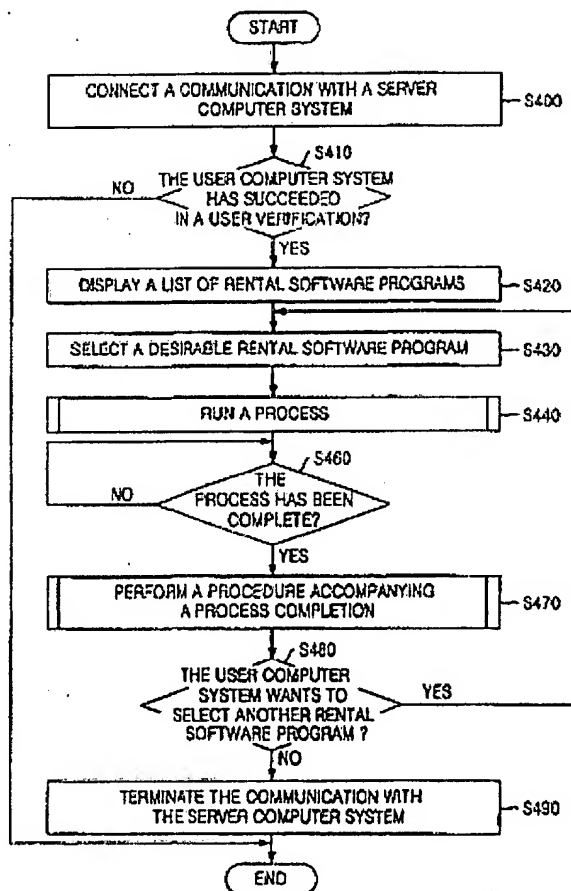 START
CONNECT A COMMUNICATION WITH A SERVER
COMPUTER SYSTEM
S400
S410
THE USER COMPUTER SYSTEM
HAS SUCCEEDED
IN A USER VERIFICATION?
NO
YES
DISPLAY A LIST OF RENTAL SOFTWARE PROGRAMS
S420
SELECT A DESIRABLE RENTAL SOFTWARE PROGRAM
S430
RUN A PROCESS
S440
S460
THE
PROCESS HAS BEEN
COMPLETE?
NO
YES
PERFORM A PROCEDURE ACCOMPANYING
A PROCESS COMPLETION
S470
S480
THE USER COMPUTER
SYSTEM WANTS TO
SELECT ANOTHER RENTAL
SOFTWARE PROGRAM ?
YES
NO
TERMINATE THE COMMUNICATION WITH
THE SERVER COMPUTER SYSTEM
S490
END